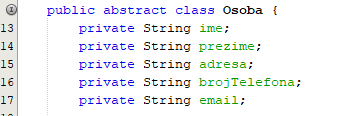 public abstract class Osoba {
13 private String ime;
14 private String prezime;
15 private String adresa;
16 private String brojTelefona;
17 private String email;